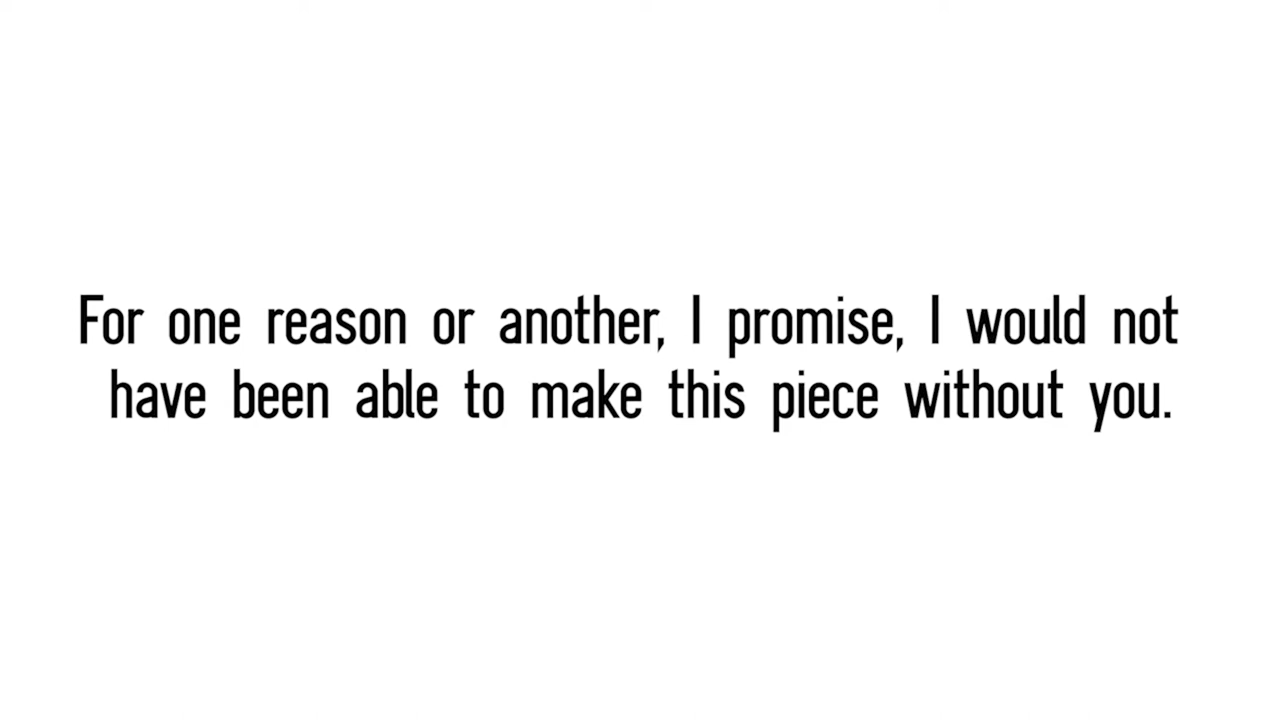 For one reason or another, I promise, I would not
have been able to make this piece without you.